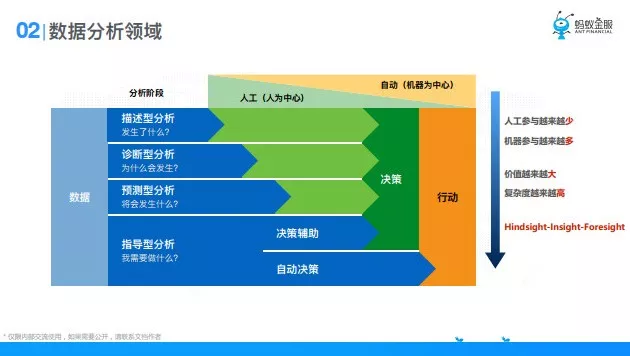 02|数据分析领域
蚂蚁金服
ANT FINANCIAL
分析阶段
自动（机器为中心）
人工（人为中心）
描述型分析
发生了什么?
诊断型分析
为什么会发生?
预测型分析
将会发生什么?
指导型分析
我需要做什么?
决策辅助
自动决策
数据
决策
行动
人工参与越来越少
机器参与越来越多
价值越来越大
复杂度越来越高
Hindsight-Insight-Foresight
* 仅限内部交流使用，如果需要公开，请联系文档作者